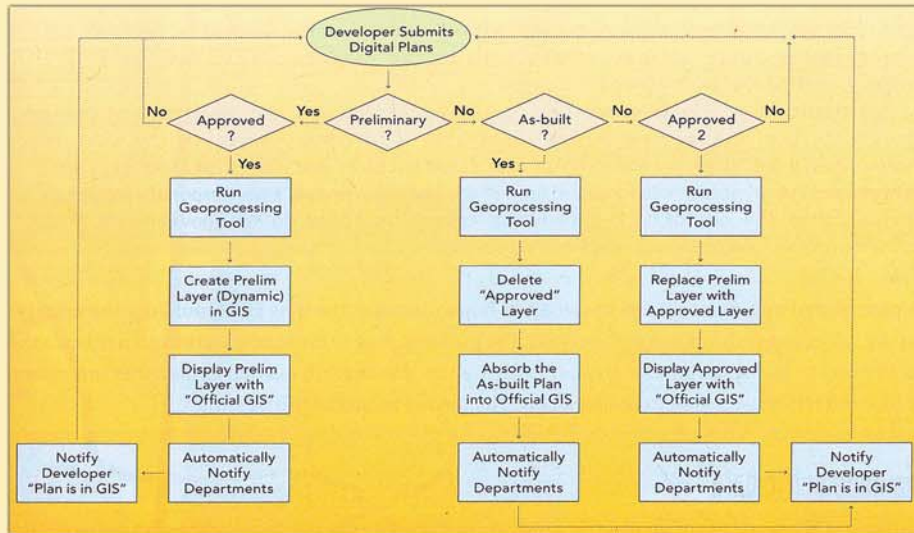 Developer Submits
Digital Plans
No
Approved
?
Yes
Preliminary
?
No
As-built
?
No
Approved
2
No
Yes
Yes
Run
Geoprocessing
Tool
Run
Geoprocessing
Tool
Run
Geoprocessing
Tool
Create Prelim
Layer (Dynamic)
in GIS
Delete
“Approved”
Layer
Replace Prelim
Layer with
Approved Layer
Display Prelim
Layer with
“Official GIS”
Absorb the
As-built Plan
into Official GIS
Display Approved
Layer with
“Official GIS”
Notify
Developer
“Plan is in GIS”
Automatically
Notify
Departments
Automatically
Notify
Departments
Automatically
Notify
Departments
Notify
Developer
“Plan is in GIS”